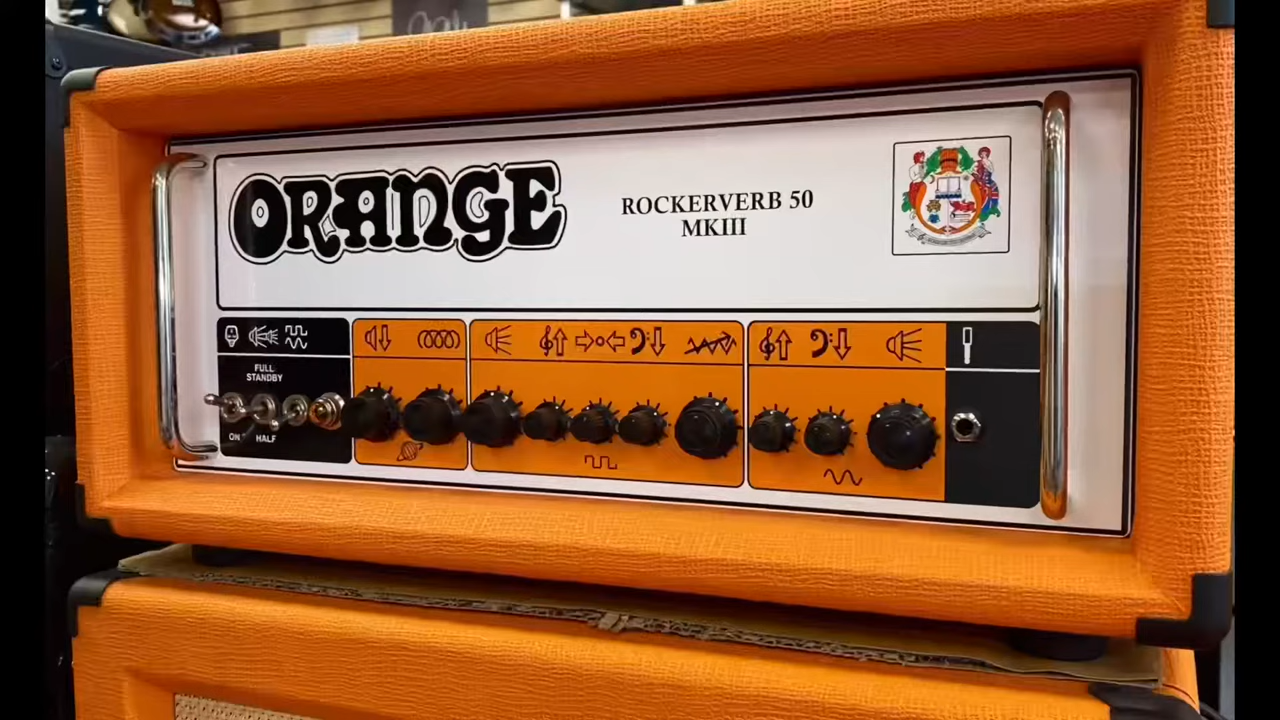 ORANGE
ROCKERVERB 50
MKIII
FULL
STANDBY
ON
HALF